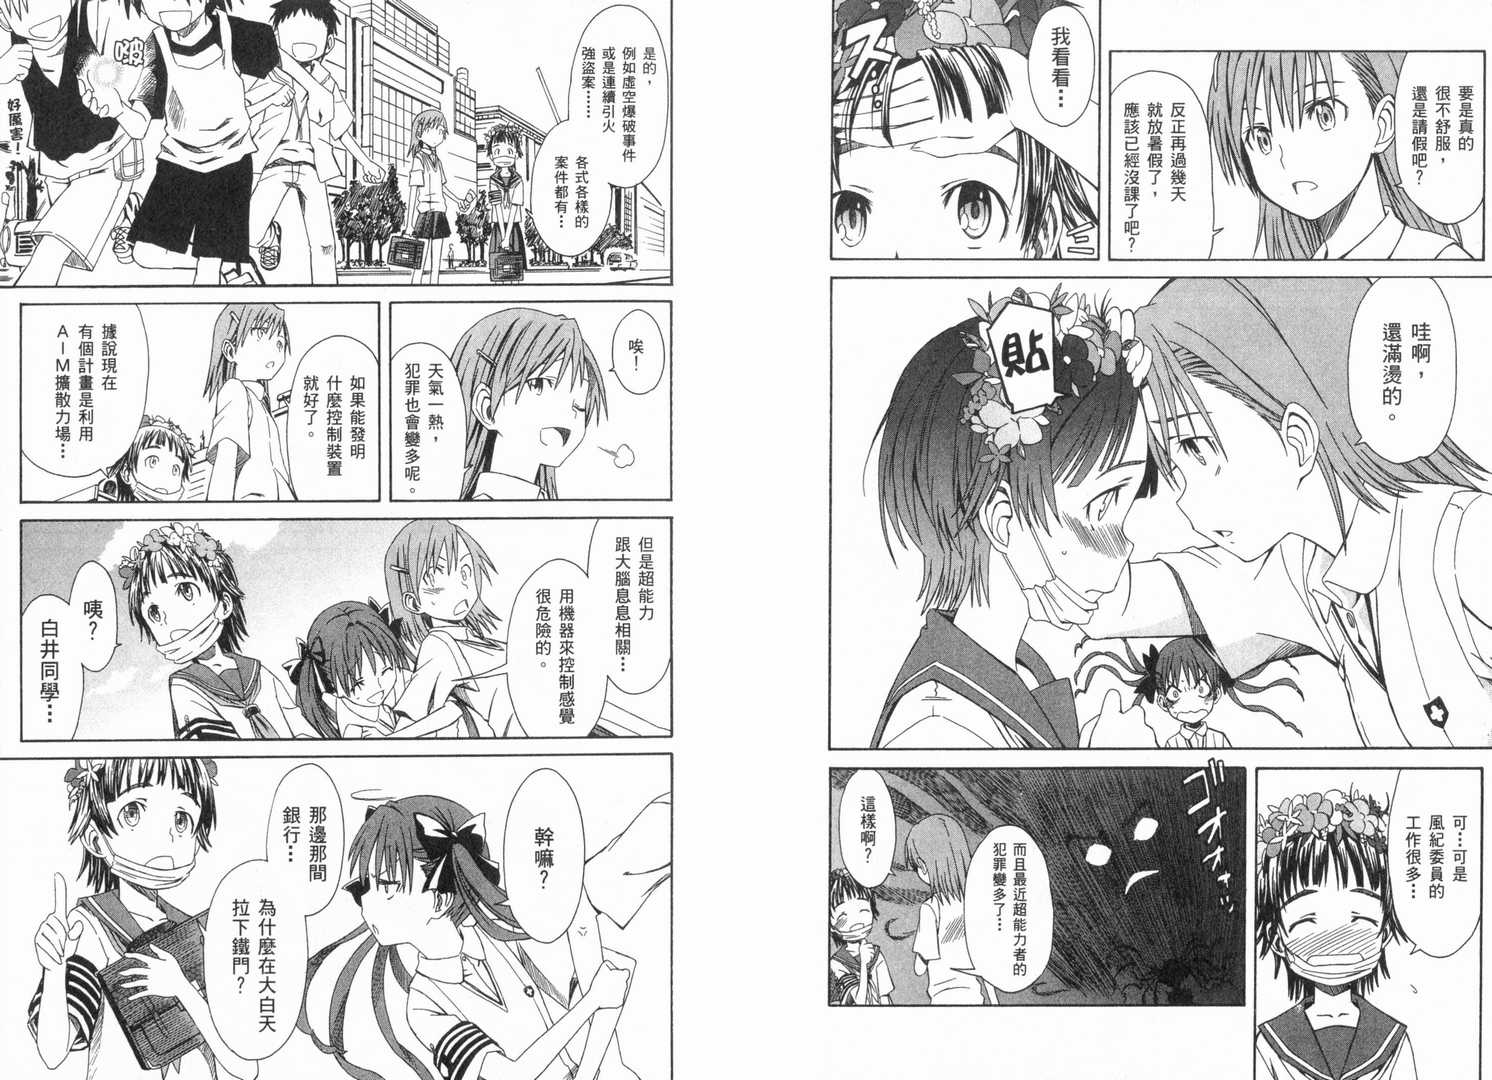 要是真的
很不舒服，
還是請假吧？
反正再過幾天
就放暑假了，
應該已經沒課了吧？
我看看…
哇啊，
還滿燙的。
貼
可…可是
風紀委員的
工作很多…
而且最近超能力者的
犯罪變多了…
這樣啊？
是的，
例如虛空爆破事件
或是連續引火
強盜案……
各式各樣的
案件都有…
啵
好厲害！
唉！
天氣一熱，
犯罪也會變多呢。
如果能發明
什麼控制裝置
就好了。
據說現在
有個計畫是利用
ＡＩＭ擴散力場…
但是超能力
跟大腦息息相關…
用機器來控制感覺
很危險的。
咦？
白井同學…
幹嘛？
那邊那間
銀行…
為什麼在大白天
拉下鐵門？